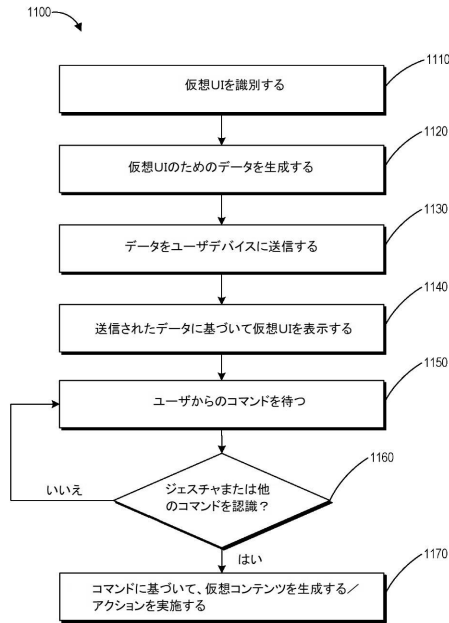 1100
仮想UIを識別する
1110
仮想UIのためのデータを生成する
1120
データをユーザデバイスに送信する
1130
送信されたデータに基づいて仮想UIを表示する
1140
ユーザからのコマンドを待つ
1150
ジェスチャまたは他
のコマンドを認識?
1160
いいえ
はい
コマンドに基づいて、仮想コンテンツを生成する/
アクションを実施する
1170